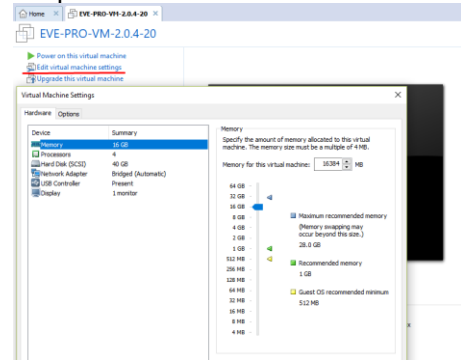 Home
EVE-PRO-VM-2.0.4-20
EVE-PRO-VM-2.0.4-20
Power on this virtual machine
Edit virtual machine settings
Upgrade this virtual machine
Virtual Machine Settings
Hardware Options
Device Summary
Memory 16 GB
Processors 4
Hard Disk (SCSI) 40 GB
Network Adapter Bridged (Automatic)
USB Controller Present
Display 1 monitor
Memory
Specify the amount of memory allocated to this virtual
machine. The memory size must be a multiple of 4 MB.
Memory for this virtual machine: 16384 MB
64 GB
32 GB
16 GB
8 GB
4 GB
2 GB
1 GB
512 MB
256 MB
128 MB
64 MB
32 MB
16 MB
8 MB
4 MB
Maximum recommended memory
(Memory swapping may
occur beyond this size.)
28.0 GB
Recommended memory
1 GB
Guest OS recommended minimum
512 MB